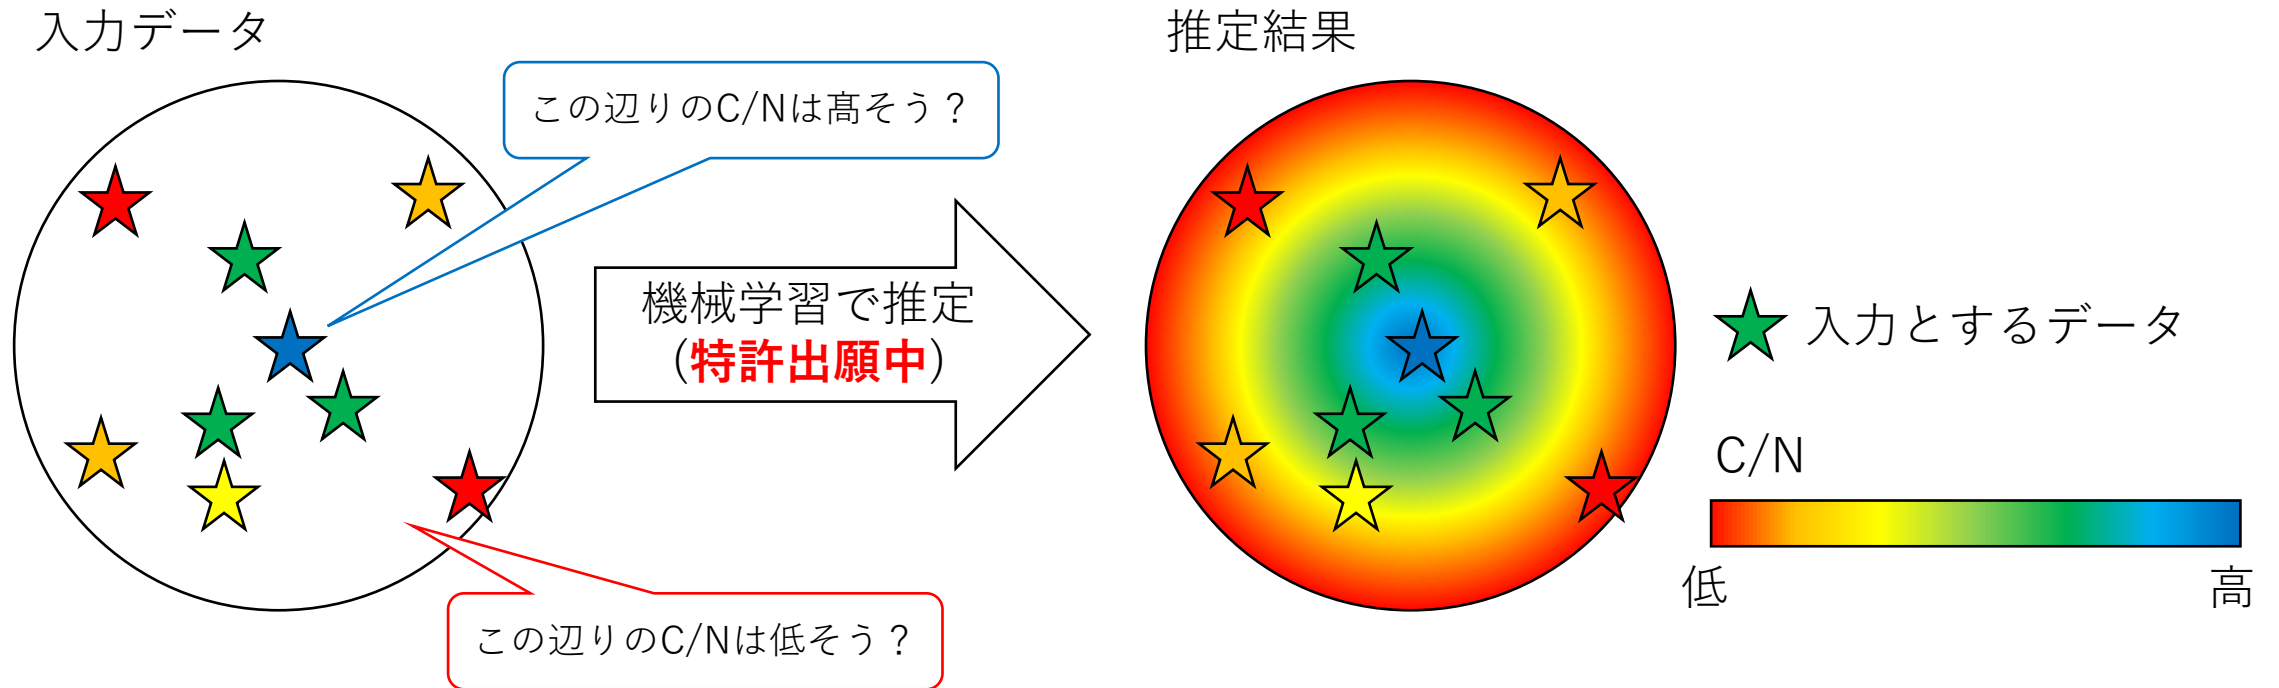 入力データ
推定結果
この辺りのC/Nは髙そう？
機械学習で推定
(特許出願中)
入力とするデータ
C/N
低
高
この辺りのC/Nは低そう？